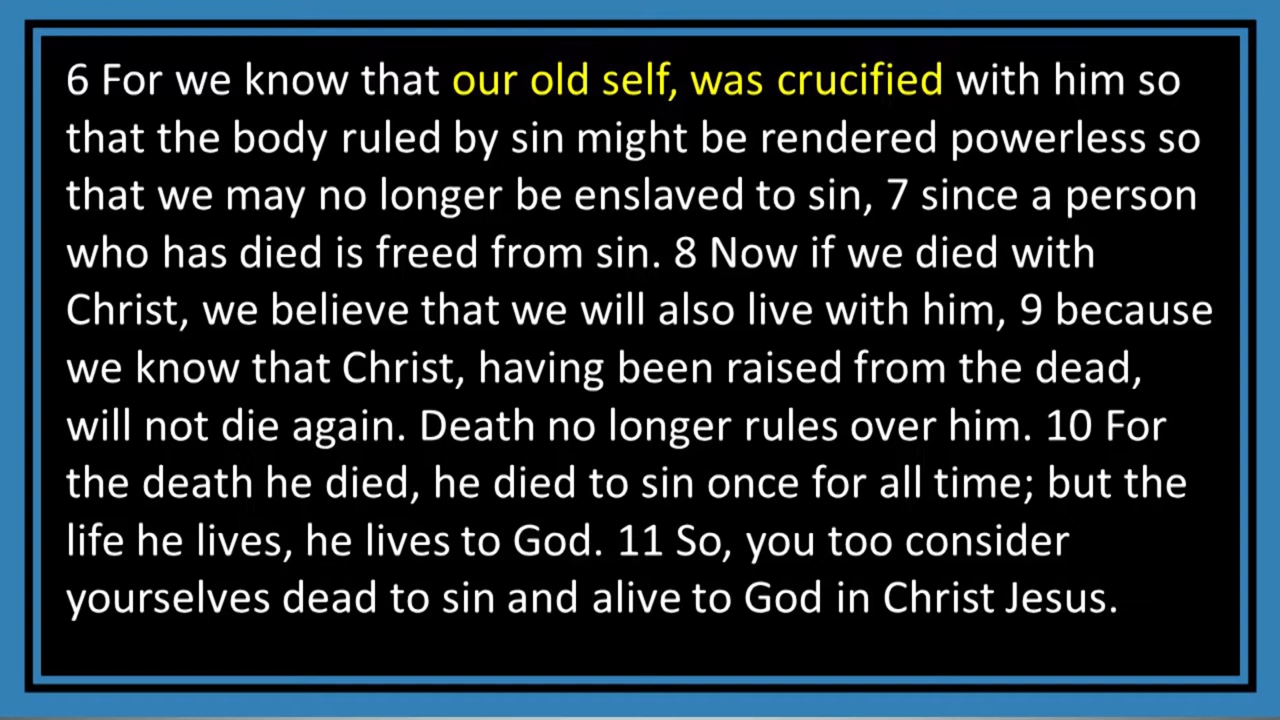 6 For we know that our old self, was crucified with him so
that the body ruled by sin might be rendered powerless so
that we may no longer be enslaved to sin, 7 since a person
who has died is freed from sin. 8 Now if we died with
Christ, we believe that we will also live with him, 9 because
we know that Christ, having been raised from the dead,
will not die again. Death no longer rules over him. 10 For
the death he died, he died to sin once for all time; but the
life he lives, he lives to God. 11 So, you too consider
yourselves dead to sin and alive to God in Christ Jesus.